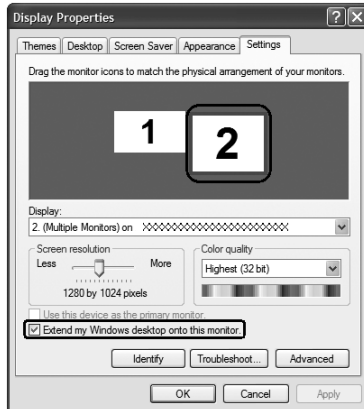 Display Properties
Themes Desktop Screen Saver Appearance Settings
Drag the monitor icons to match the physical arrangement of your monitors.
1 2
Display:
2. (Multiple Monitors) on XXXXXXXXXXXXXXXXXXXXXX
Screen resolution Color quality
Less More Highest (32 bit)
1280 by 1024 pixels
Use this device as the primary monitor.
Extend my Windows desktop onto this monitor.
Identify Troubleshoot... Advanced
OK Cancel Apply